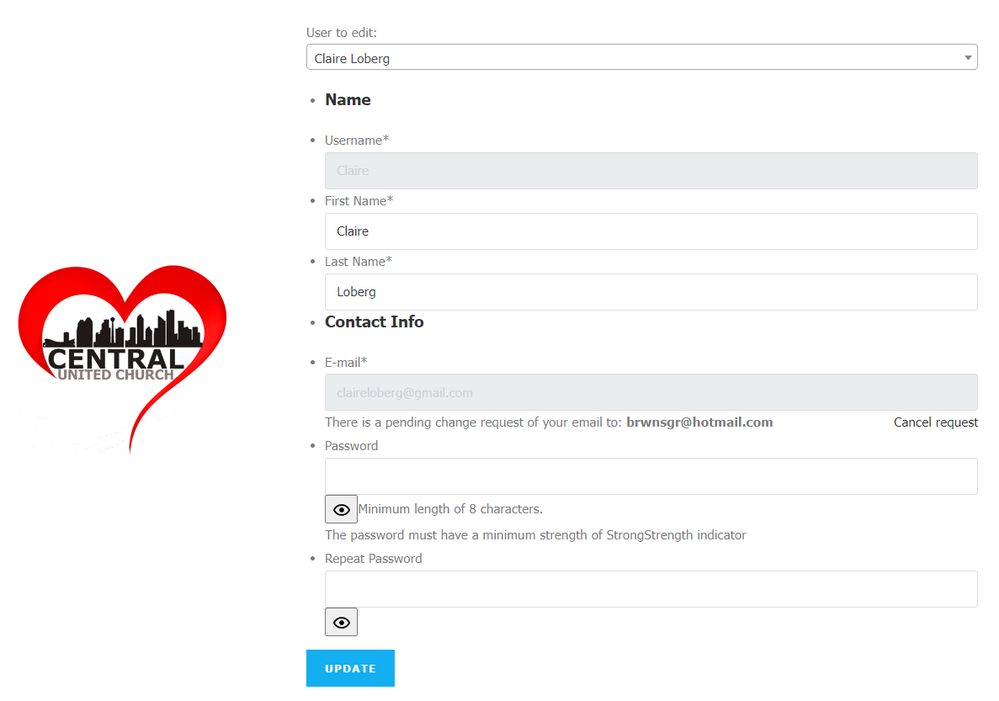 User to edit:
Claire Loberg
Name
Username*
Claire
First Name*
Claire
Last Name*
Loberg
CENTRAL
UNITED CHURCH
Contact Info
E-mail*
claireloberg@gmail.com
There is a pending change request of your email to: brwnsgr@hotmail.com Cancel request
Password
Minimum length of 8 characters.
The password must have a minimum strength of StrongStrength indicator
Repeat Password
UPDATE